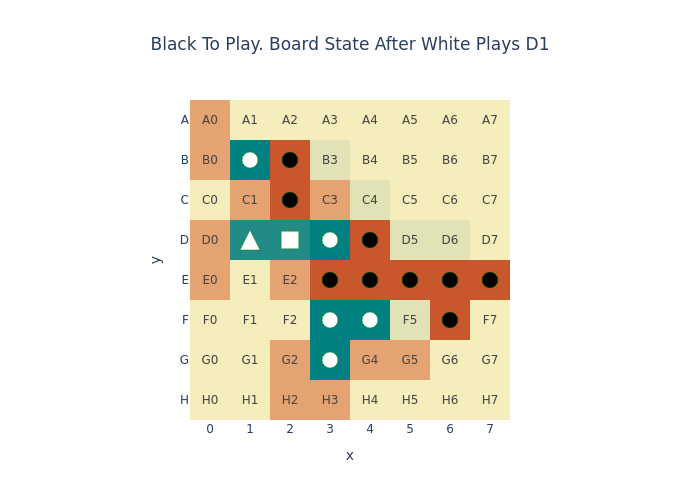 Black To Play. Board State After White Plays D1
A A0 A1 A2 A3 A4 A5 A6 A7
B B0 B3 B4 B5 B6 B7
C C0 C1 C3 C4 C5 C6 C7
D D0 D5 D6 D7
y
E E0 E1 E2
F F0 F1 F2 F5 F7
G G0 G1 G2 G4 G5 G6 G7
H H0 H1 H2 H3 H4 H5 H6 H7
0 1 2 3 4 5 6 7
x